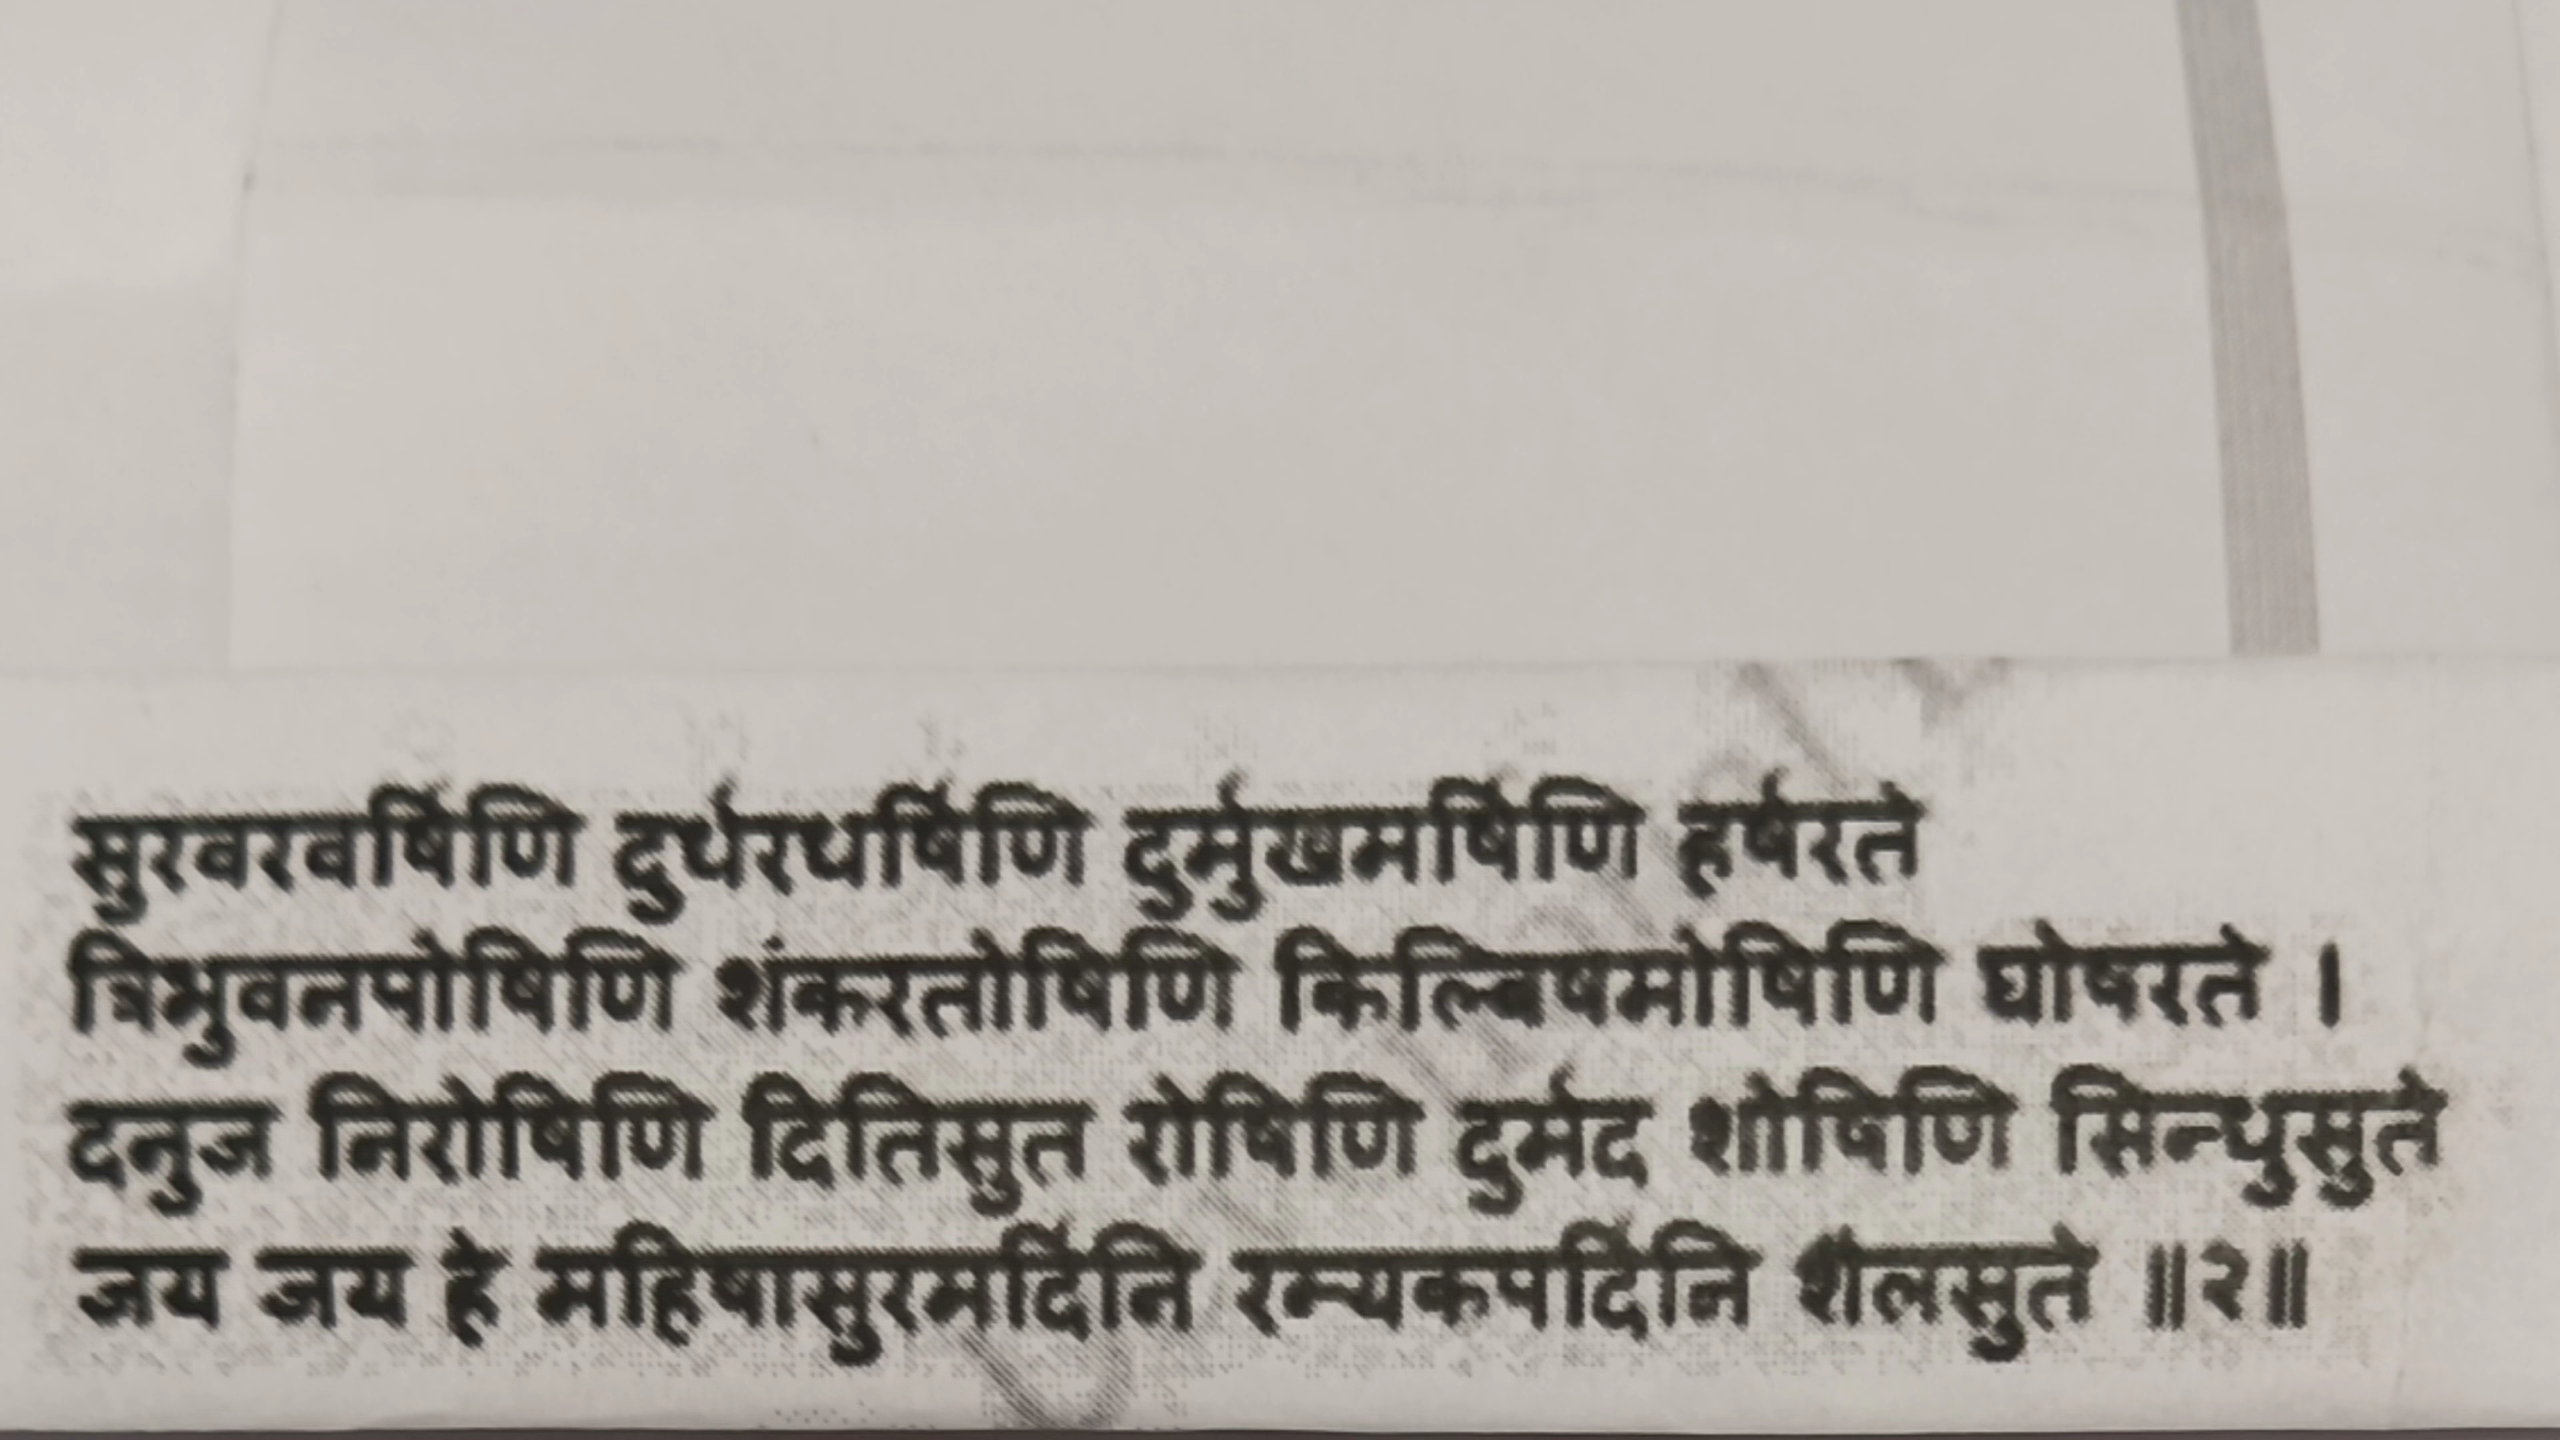 सुरवरवर्षिणि दुर्धरधर्षिणि दुर्मुखमर्षिणि हर्षरते
त्रिभुवनपोषिणि शंकरतोषिणि किल्बिषमोषिणि घोषरते ।
दनुज निरोषिणि दितिसुत रोषिणि दुर्मद शोषिणि सिन्धुसुते
जय जय हे महिषासुरमर्दिनि रम्यकपर्दिनि शैलसुते ॥२॥